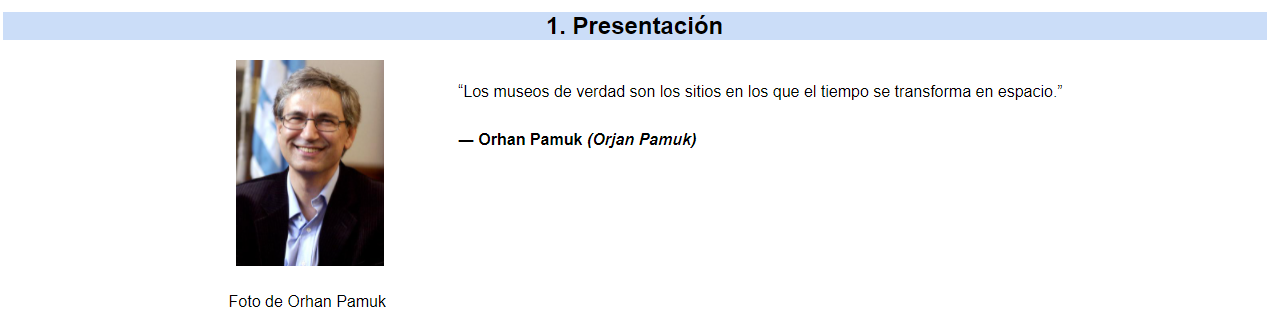 1. Presentación
“Los museos de verdad son los sitios en los que el tiempo se transforma en espacio.”
— Orhan Pamuk (Orjan Pamuk)
Foto de Orhan Pamuk